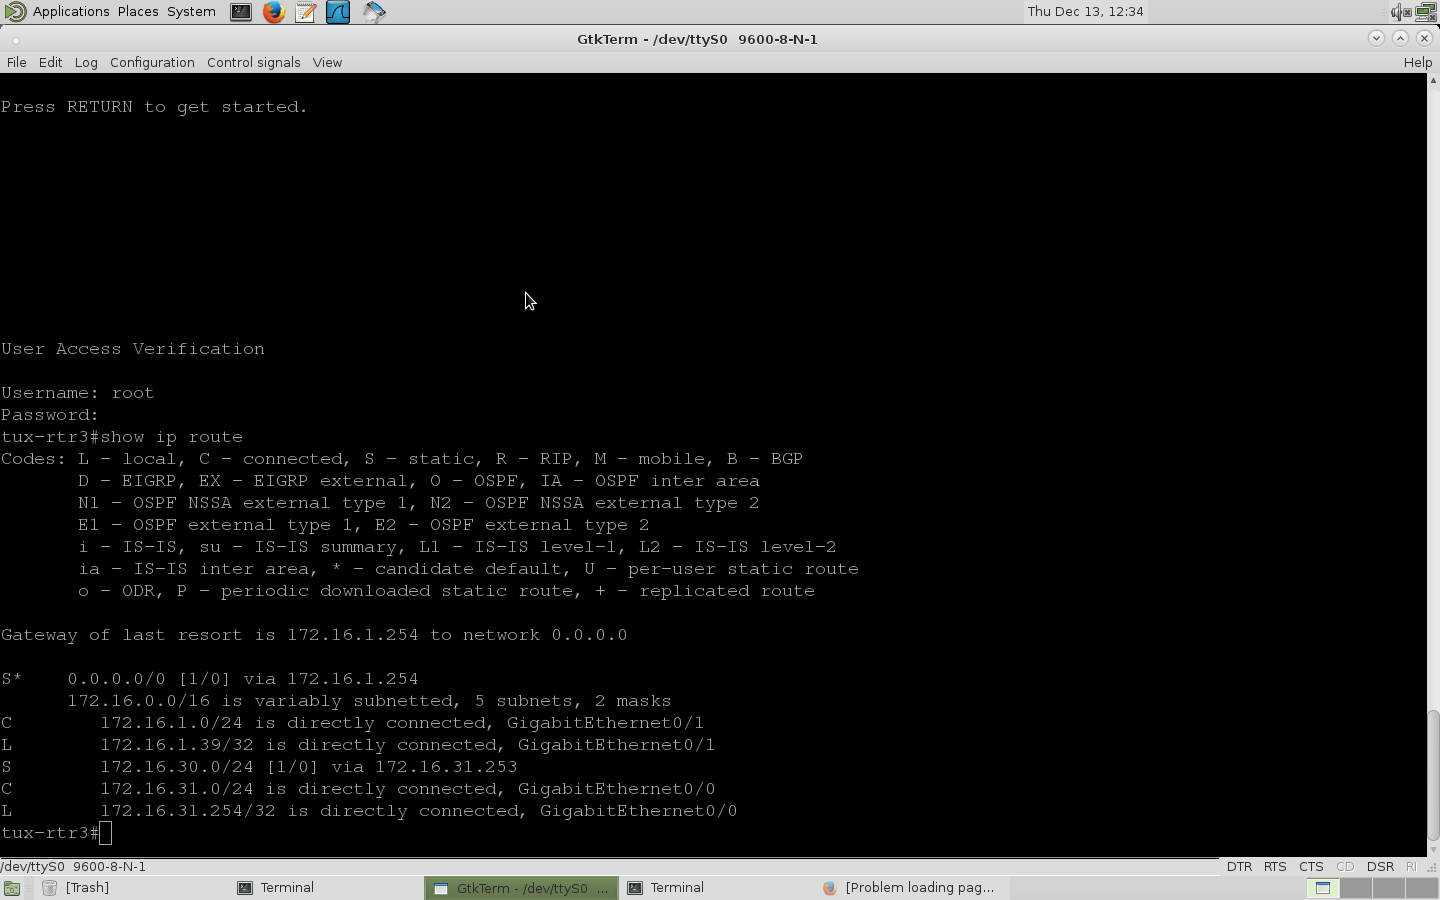 Applications Places System
Thu Dec 13, 12:34
GtkTerm - /dev/ttyS0  9600-8-N-1
File Edit Log Configuration Control signals View Help
Press RETURN to get started.
User Access Verification
Username: root
Password:
tux-rtr3#show ip route
Codes: L - local, C - connected, S - static, R - RIP, M - mobile, B - BGP
       D - EIGRP, EX - EIGRP external, O - OSPF, IA - OSPF inter area
       N1 - OSPF NSSA external type 1, N2 - OSPF NSSA external type 2
       E1 - OSPF external type 1, E2 - OSPF external type 2
       i - IS-IS, su - IS-IS summary, L1 - IS-IS level-1, L2 - IS-IS level-2
       ia - IS-IS inter area, * - candidate default, U - per-user static route
       o - ODR, P - periodic downloaded static route, + - replicated route
Gateway of last resort is 172.16.1.254 to network 0.0.0.0
S*    0.0.0.0/0 [1/0] via 172.16.1.254
      172.16.0.0/16 is variably subnetted, 5 subnets, 2 masks
C        172.16.1.0/24 is directly connected, GigabitEthernet0/1
L        172.16.1.39/32 is directly connected, GigabitEthernet0/1
S        172.16.30.0/24 [1/0] via 172.16.31.253
C        172.16.31.0/24 is directly connected, GigabitEthernet0/0
L        172.16.31.254/32 is directly connected, GigabitEthernet0/0
tux-rtr3#
/dev/ttyS0  9600-8-N-1 DTR RTS CTS CD DSR RI
[Trash] Terminal GtkTerm - /dev/ttyS0 ... Terminal [Problem loading pag...